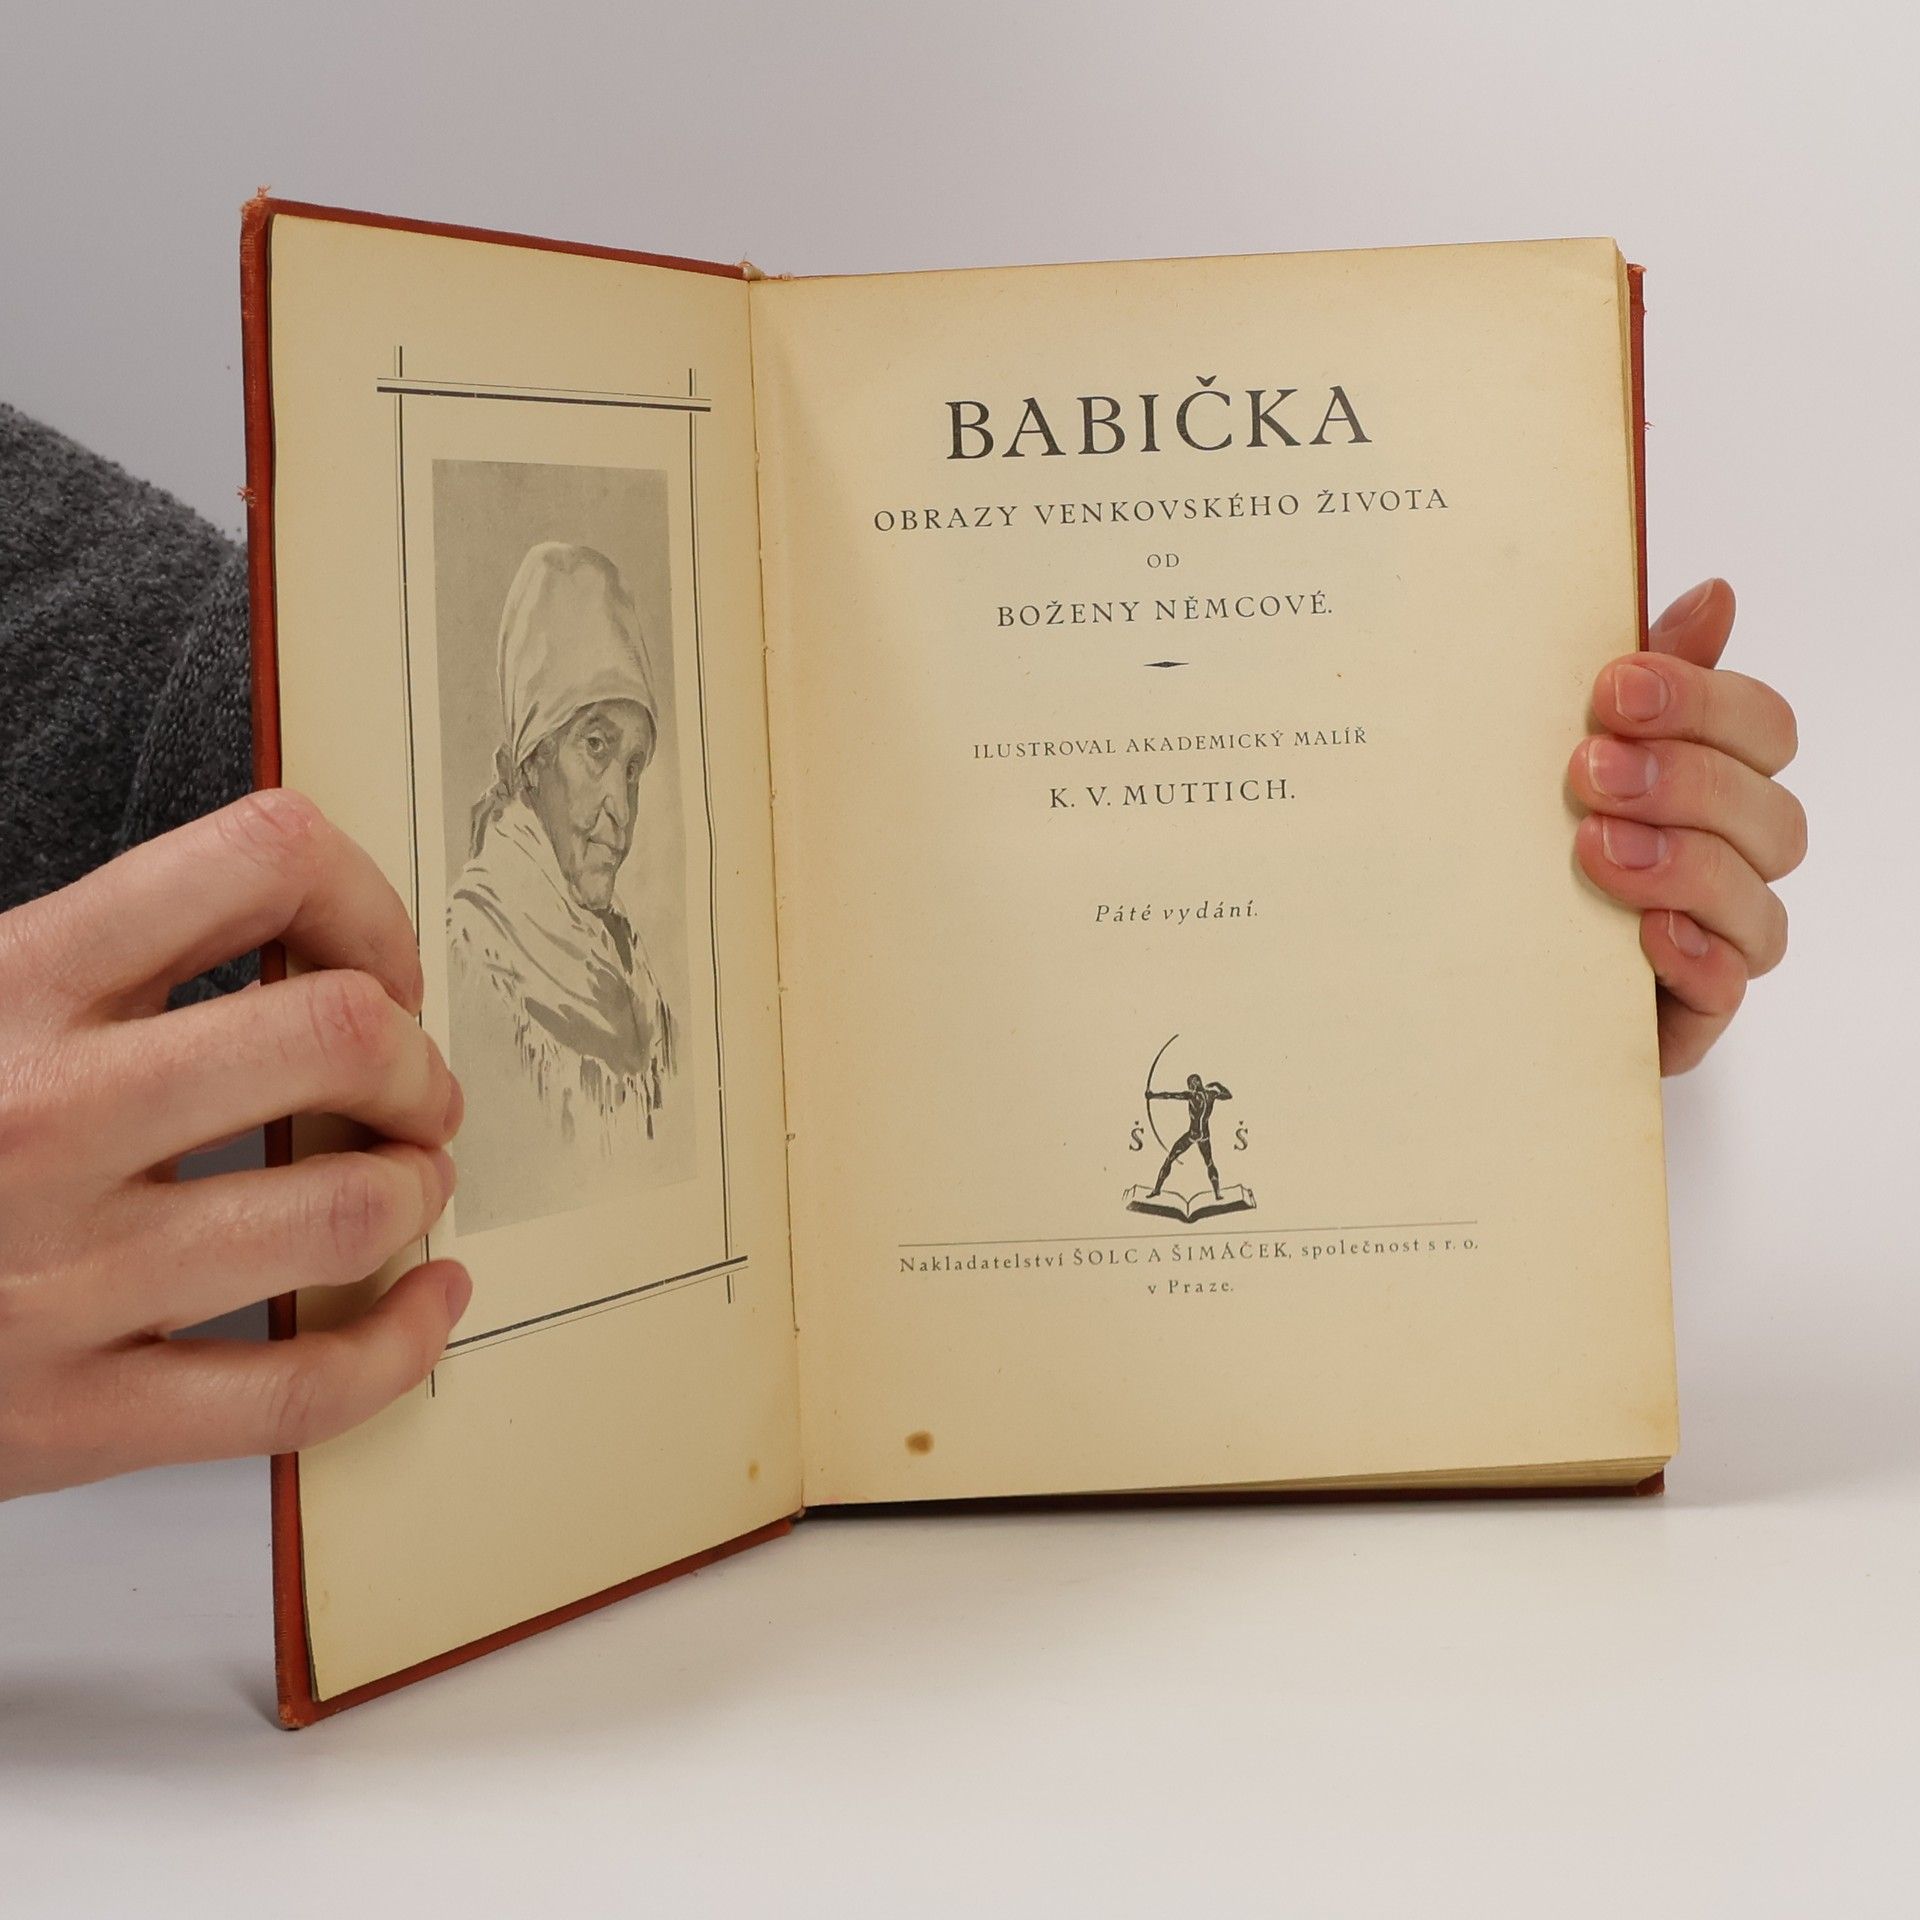 BABIČKA
OBRAZY VENKOVSKÉHO ŽIVOTA
OD
BOŽENY NĚMCOVÉ.
ILUSTROVAL AKADEMICKÝ MALÍŘ
K. V. MUTTICH.
Páté vydání.
Š Š
Nakladatelství ŠOLC A ŠIMÁČEK, společnost s r. o.
v Praze.